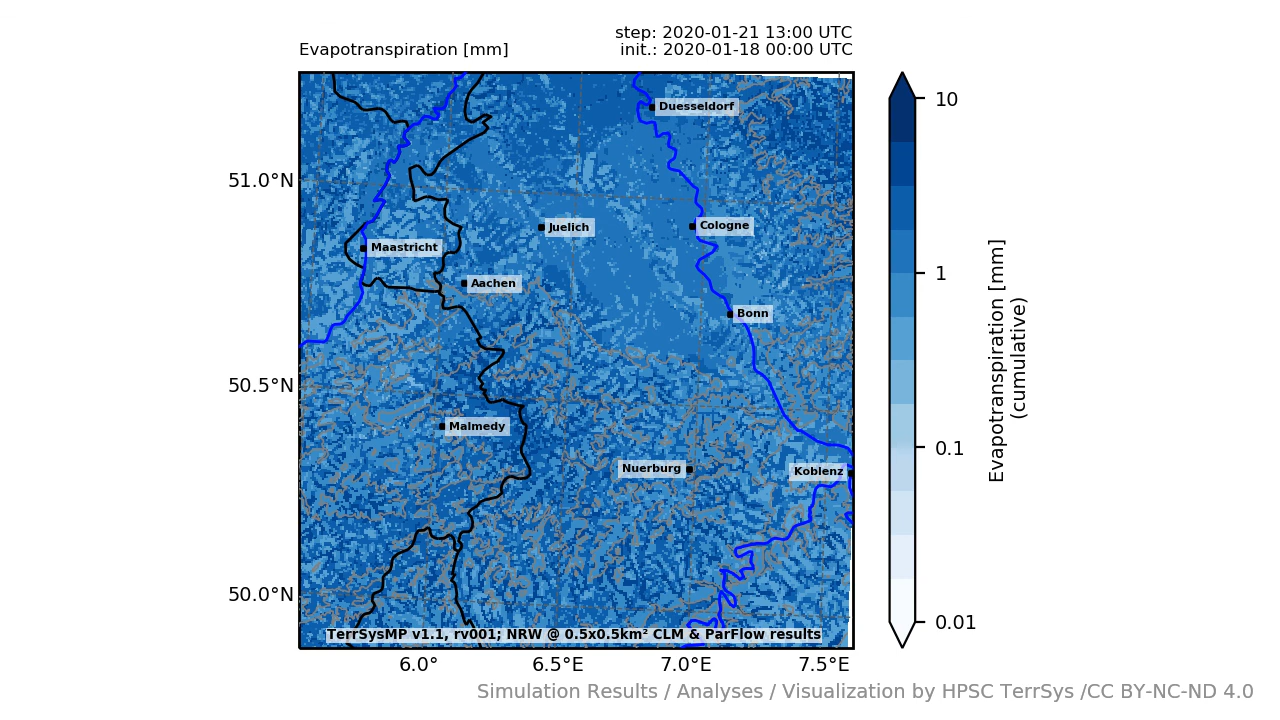 step: 2020-01-21 13:00 UTC
Evapotranspiration [mm]
init.: 2020-01-18 00:00 UTC
Duesseldorf
10
51.0°N
Juelich
Cologne
Maastricht
Aachen
1
Bonn
Evapotranspiration [mm]
(cumulative)
50.5°N
Malmedy
0.1
Nuerburg
Koblenz
50.0°N
0.01
TerrSysMP v1.1, rv001; NRW @ 0.5x0.5km² CLM & ParFlow results
6.0°
6.5°E
7.0°E
7.5°E
Simulation Results / Analyses / Visualization by HPSC TerrSys /CC BY-NC-ND 4.0